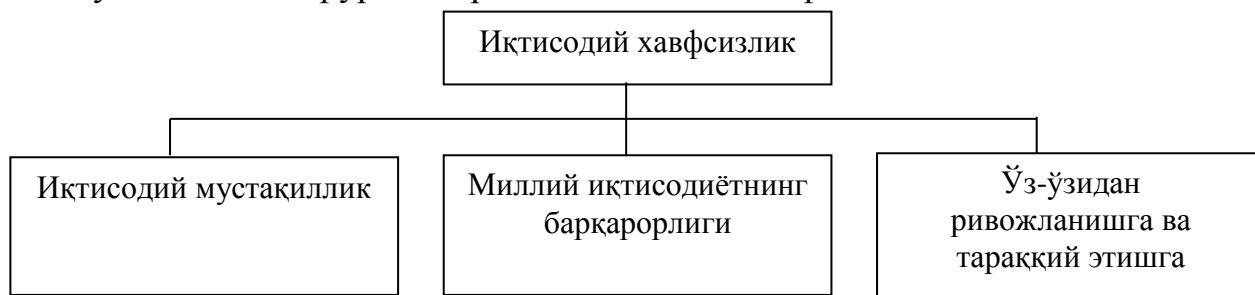 Иқтисодий хавфсизлик
Иқтисодий мустақиллик
Миллий иқтисодиётнинг
барқарорлиги
Ўз-ўзидан
ривожланишга ва
тараққий этишга